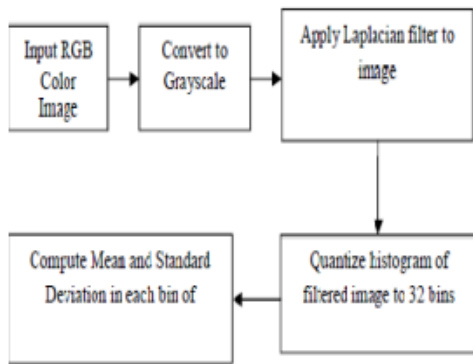 Input RGB
Color
Image
Convert to
Grayscale
Apply Laplacian filter to
image
Quantize histogram of
filtered image to 32 bins
Compute Mean and Standard
Deviation in each bin of